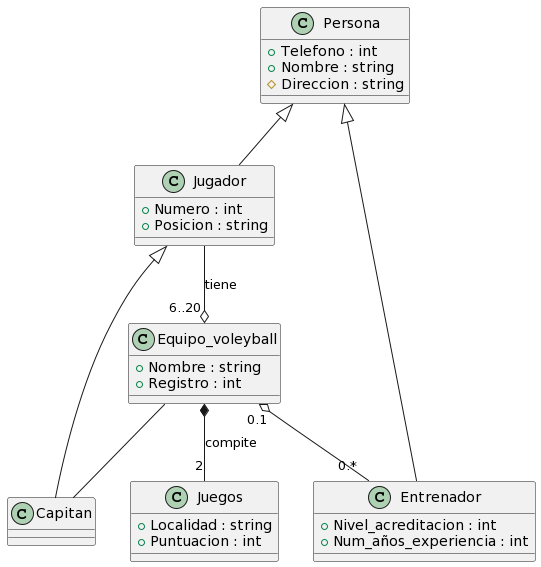 C Persona
Telefono : int
Nombre : string
Direccion : string
C Jugador
Numero : int
Posicion : string
tiene
6..20
C Equipo_voleyball
Nombre : string
Registro : int
0.1
compite
2
0.*
C Capitan
C Juegos
Localidad : string
Puntuacion : int
C Entrenador
Nivel_acreditacion : int
Num_años_experiencia : int